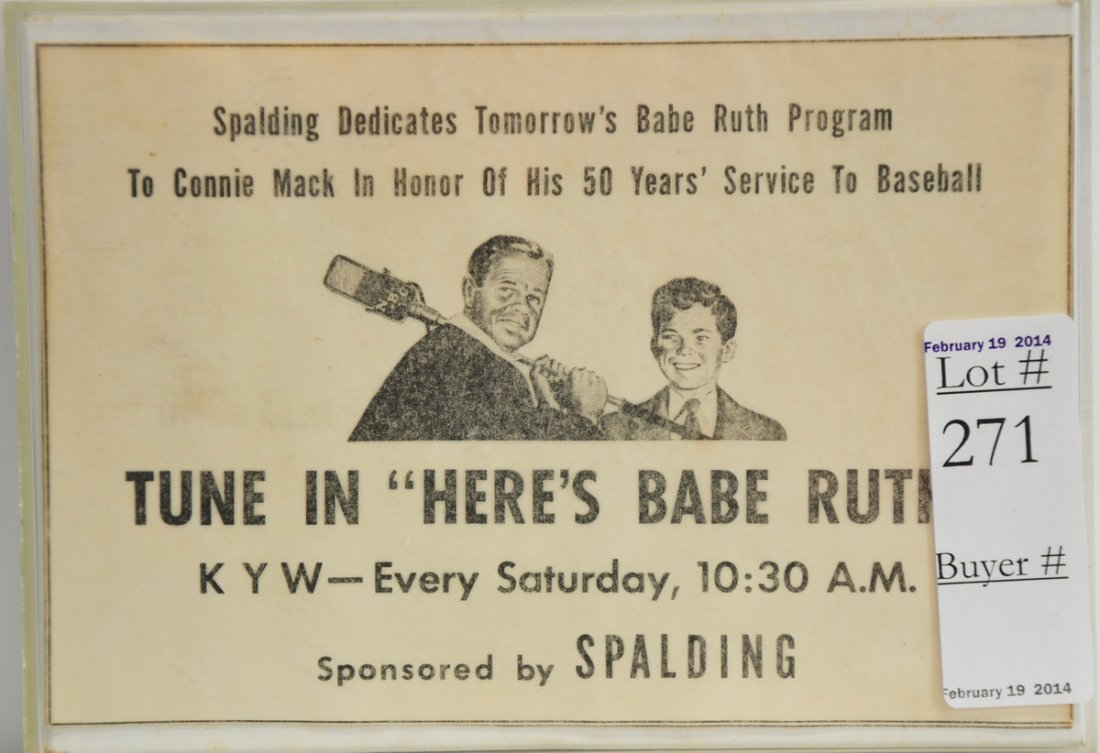 Spalding Dedicates Tomorrow's Babe Ruth Program
To Connie Mack In Honor Of His 50 Years' Service To Baseball
NBC
TUNE IN "HERE'S BABE RUTH
KYW—Every Saturday, 10:30 A.M.
Sponsored by SPALDING
February 19 2014
Lot #
271
Buyer #
February 19 2014